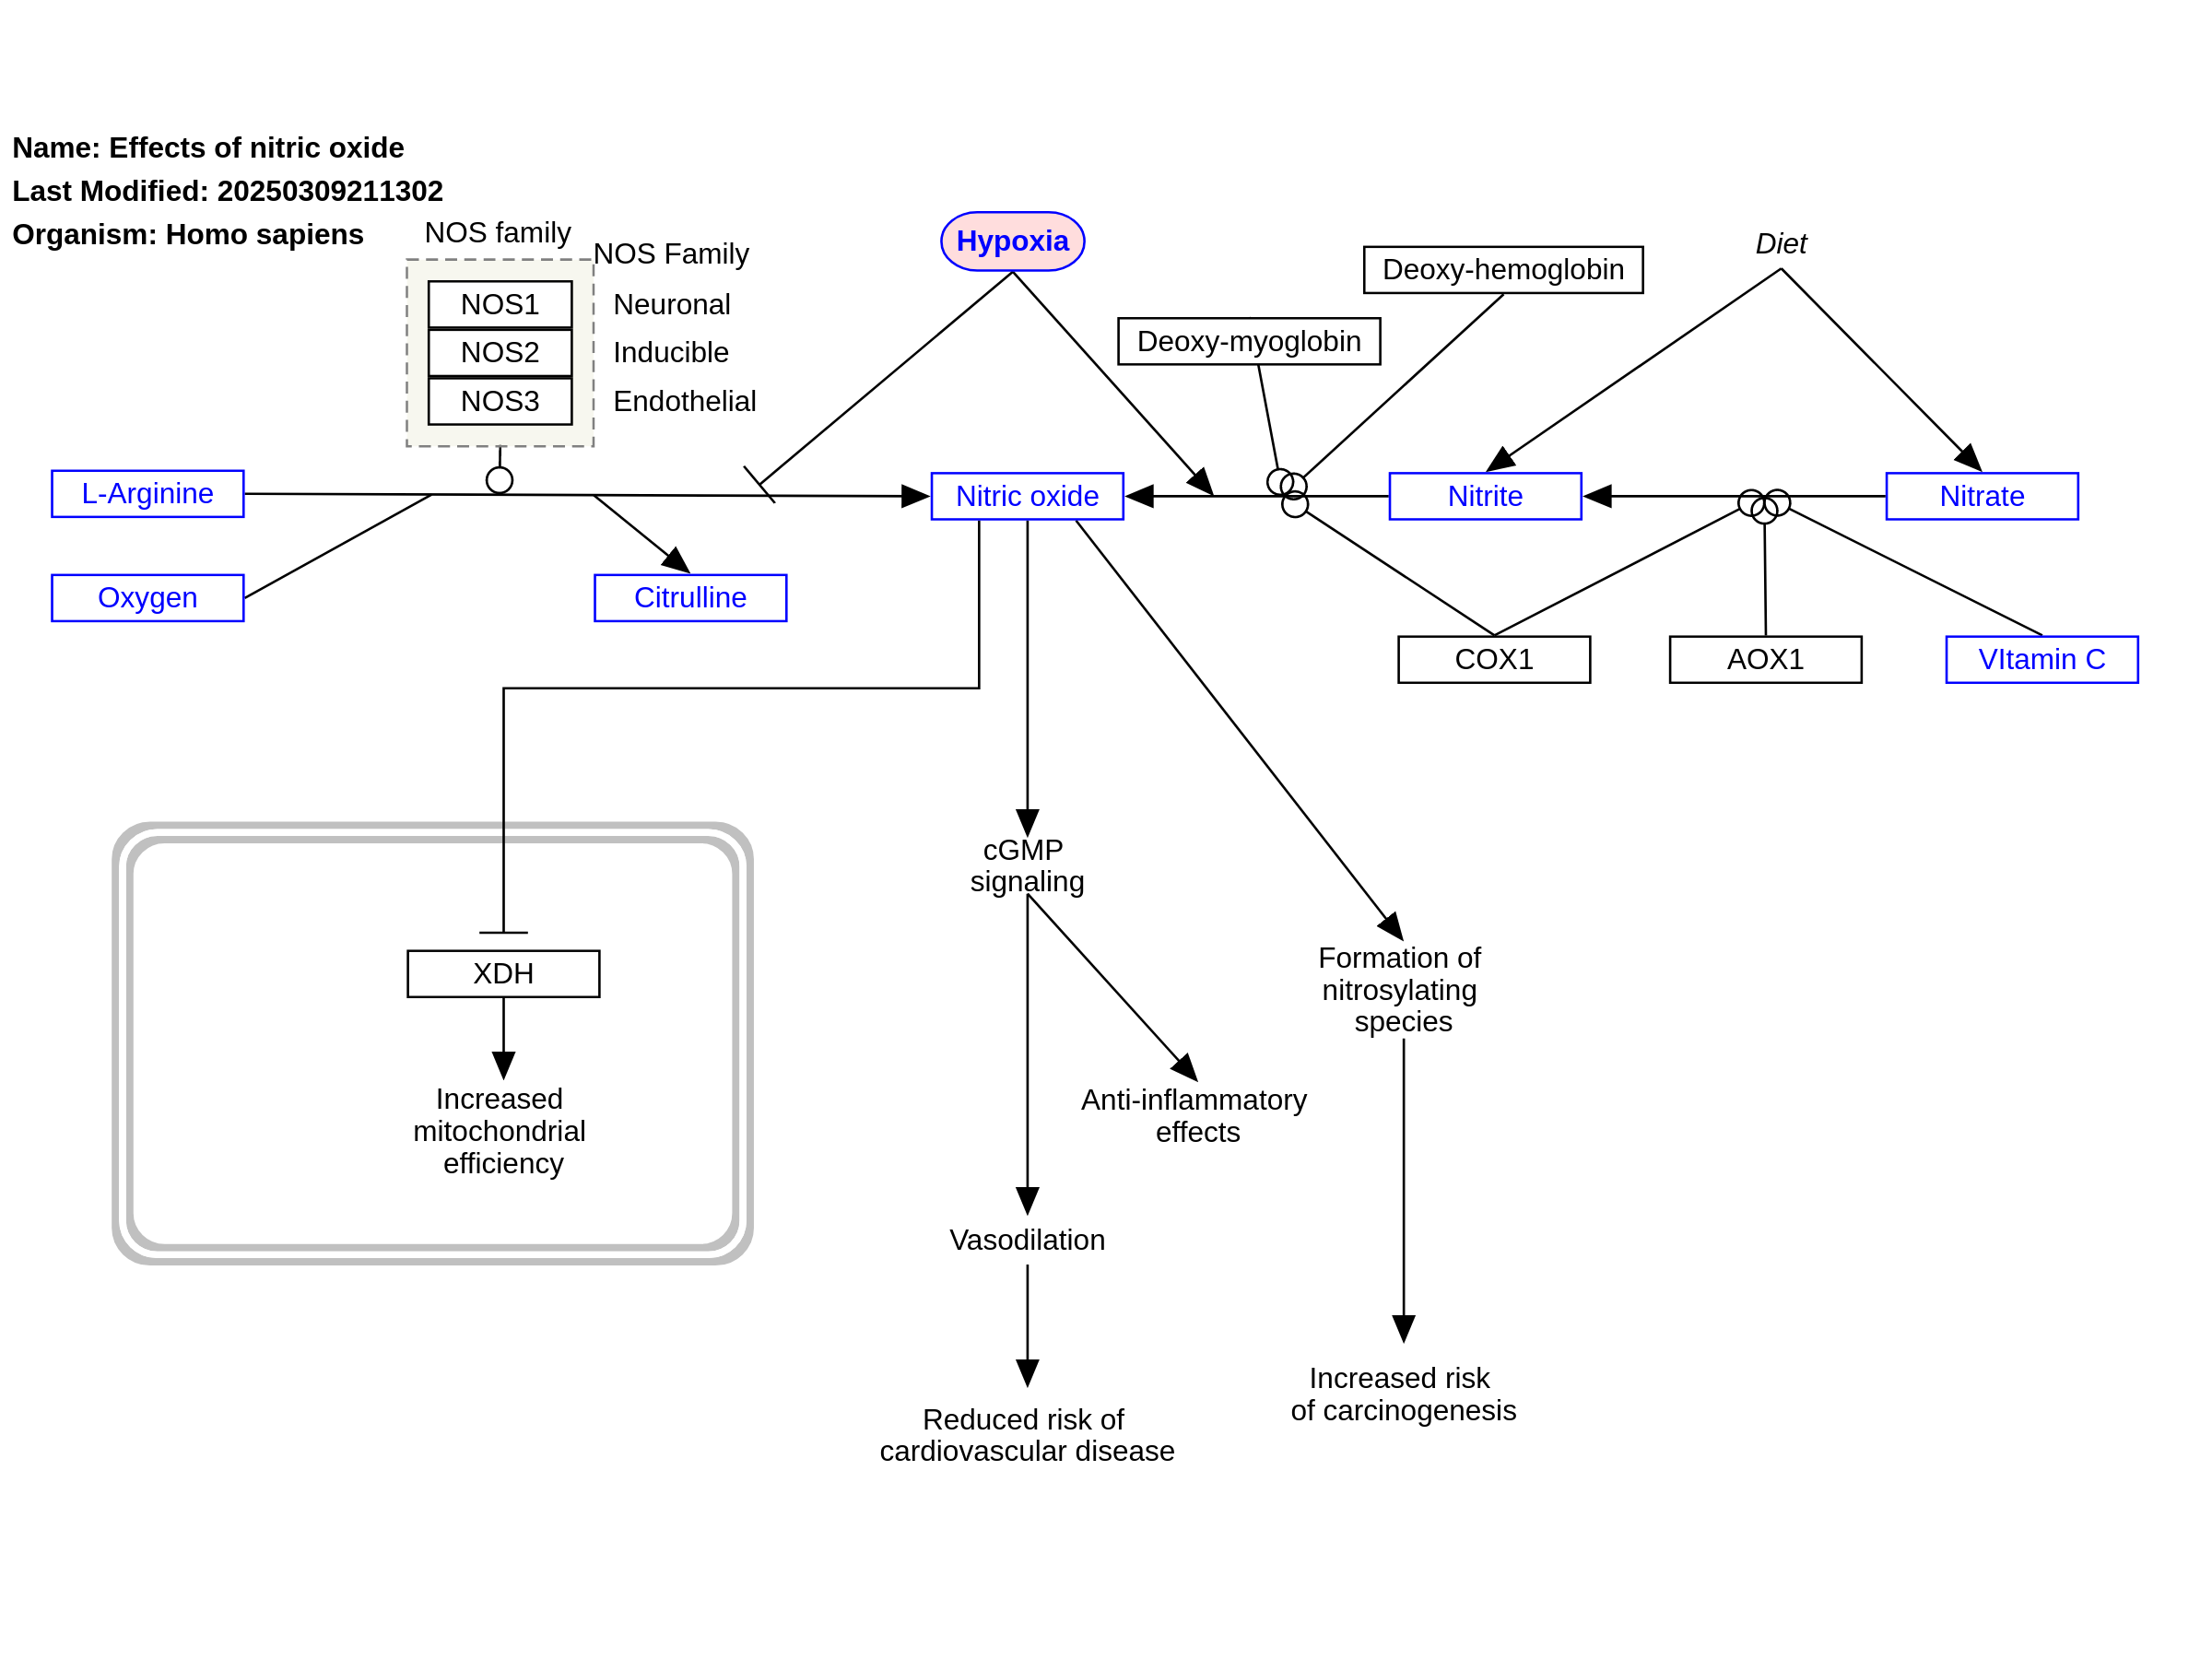 Name: Effects of nitric oxide
Last Modified: 20250309211302
Organism: Homo sapiens
NOS family
NOS Family
NOS1
Neuronal
NOS2
Inducible
NOS3
Endothelial
Hypoxia
Deoxy-hemoglobin
Diet
Deoxy-myoglobin
L-Arginine
Nitric oxide
Nitrite
Nitrate
Oxygen
Citrulline
COX1
AOX1
VItamin C
cGMP
signaling
XDH
Formation of
nitrosylating
species
Increased
mitochondrial
efficiency
Anti-inflammatory
effects
Vasodilation
Increased risk
of carcinogenesis
Reduced risk of
cardiovascular disease